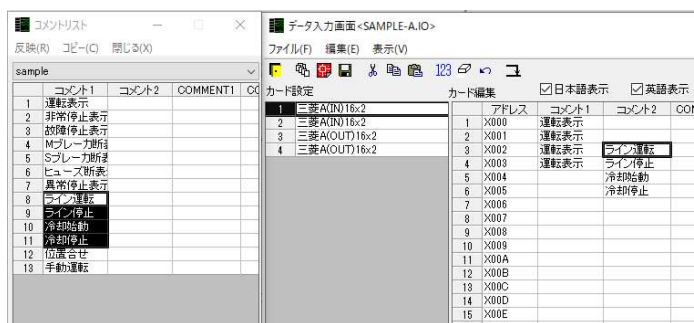 コメントリスト
反映(R) コピー(C) 閉じる(X)
sample
コメント1 コメント2 COMMENT1
1 運転表示
2 非常停止表示
3 故障停止表示
4 Mブレーカ断表
5 Sブレーカ断表
6 ヒューズ断表
7 異常停止表示
8 ライン運転
9 ライン停止
10 冷却始動
11 冷却停止
12 位置合せ
13 手動運転
データ入力画面<SAMPLE-A.IO>
ファイル(F) 編集(E) 表示(V)
123
カード設定
1 三菱A(IN)16x2
2 三菱A(IN)16x2
3 三菱A(OUT)16x2
4 三菱A(OUT)16x2
カード編集 日本語表示 英語表示
アドレス コメント1 コメント2 CON
1 X000 運転表示
2 X001 運転表示
3 X002 運転表示 ライン運転
4 X003 運転表示 ライン停止
5 X004 冷却始動
6 X005 冷却停止
7 X006
8 X007
9 X008
10 X009
11 X00A
12 X00B
13 X00C
14 X00D
15 X00E